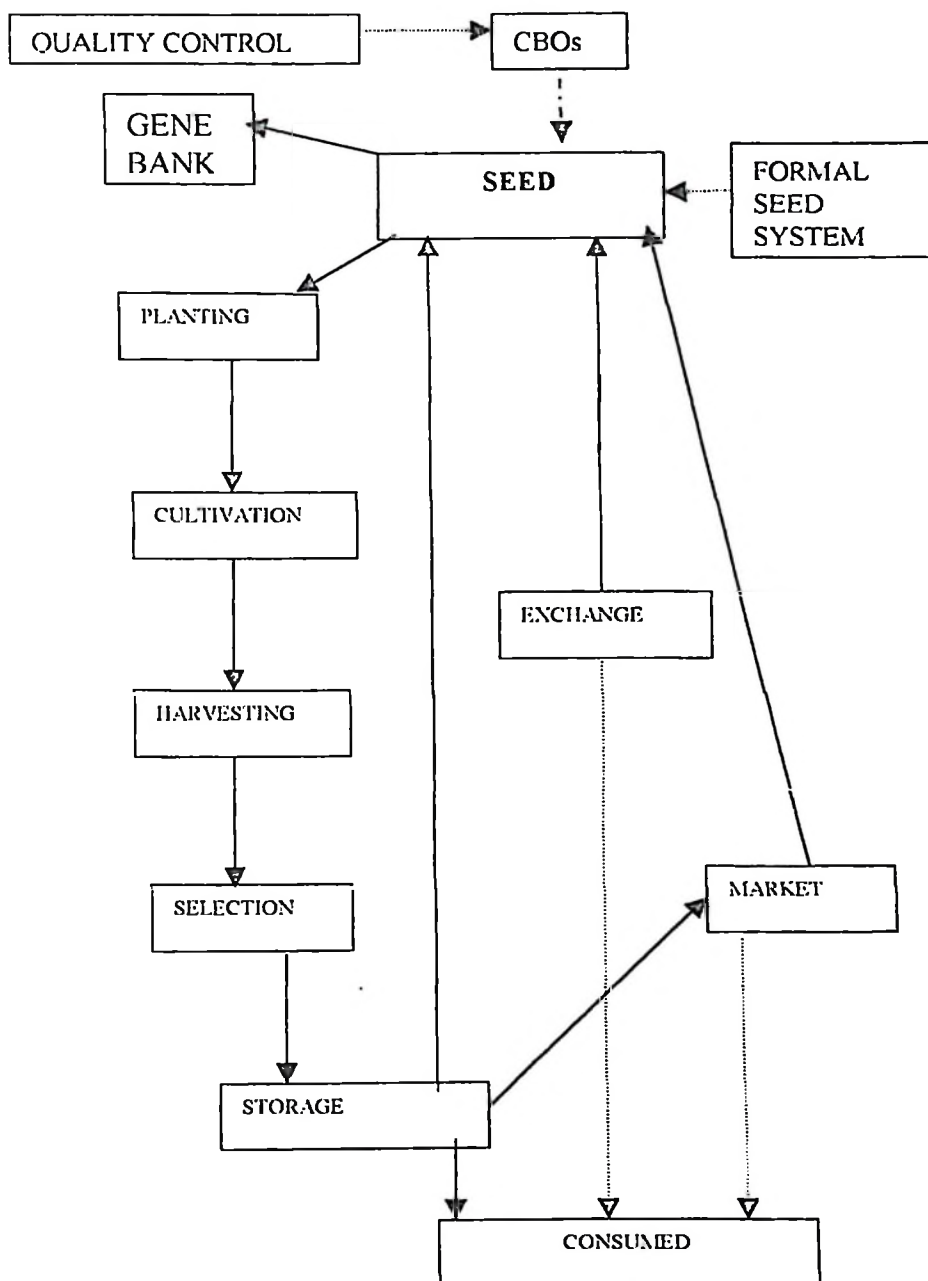 QUALITY CONTROL
CBOs
GENE
BANK
SEED
FORMAL
SEED
SYSTEM
PLANTING
CULTIVATION
EXCHANGE
HARVESTING
SELECTION
MARKET
STORAGE
CONSUMED